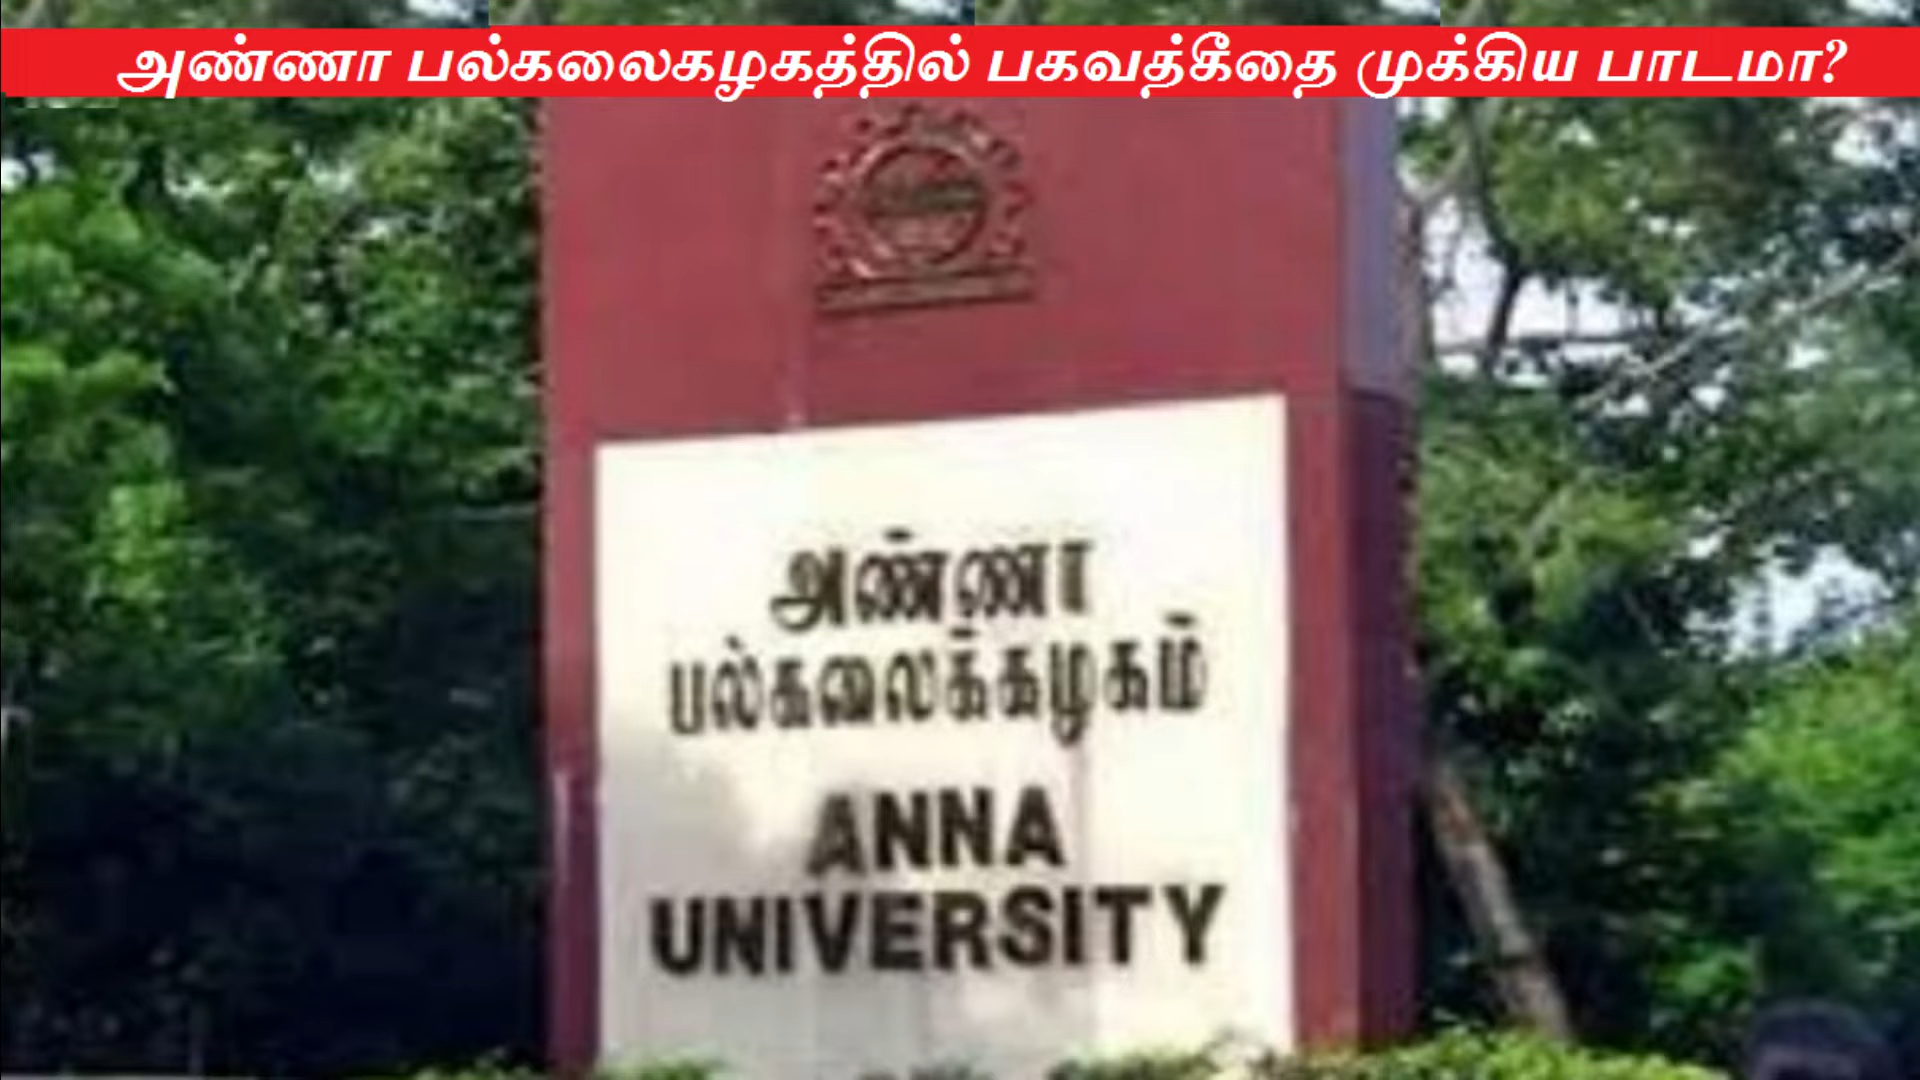 அண்ணா பல்கலைகழகத்தில் பகவத்கீதை முக்கிய பாடமா?
அண்ணா
பல்கலைக்கழகம்
ANNA
UNIVERSITY